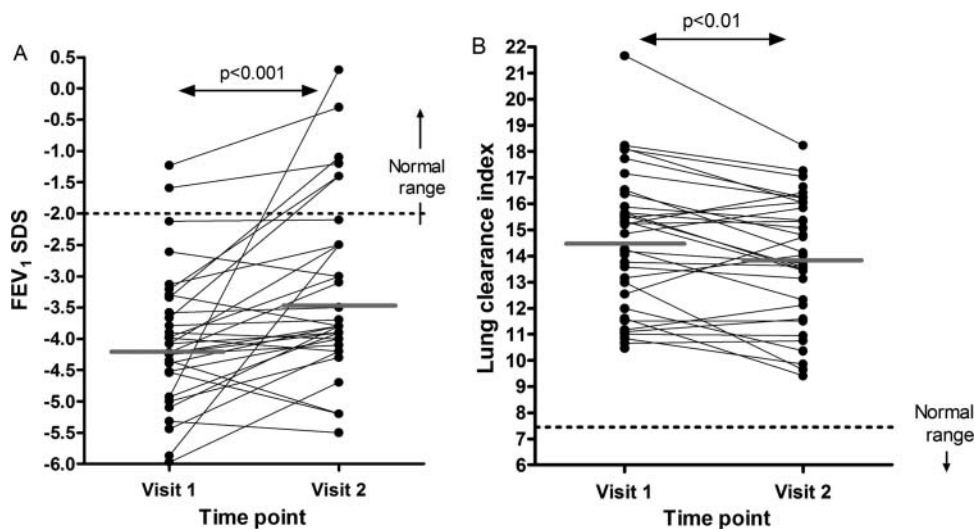 A
0.5
0.0
-0.5
-1.0
-1.5
-2.0
-2.5
-3.0
-3.5
-4.0
-4.5
-5.0
-5.5
-6.0
FEV1 SDS
p<0.001
Normal
range
Visit 1
Visit 2
Time point
B
22
21
20
19
18
17
16
15
14
13
12
11
10
9
8
7
6
Lung clearance index
p<0.01
Normal
range
Visit 1
Visit 2
Time point